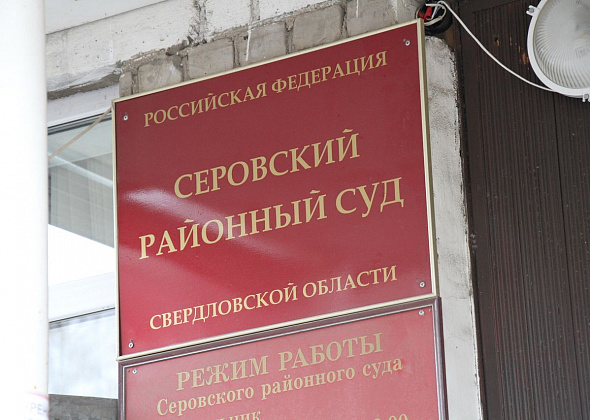 РОССИЙСКАЯ ФЕДЕРАЦИЯ
СЕРОВСКИЙ
РАЙОННЫЙ СУД
СВЕРДЛОВСКОЙ ОБЛАСТИ
РЕЖИМ РАБОТЫ
Серовского районного суда